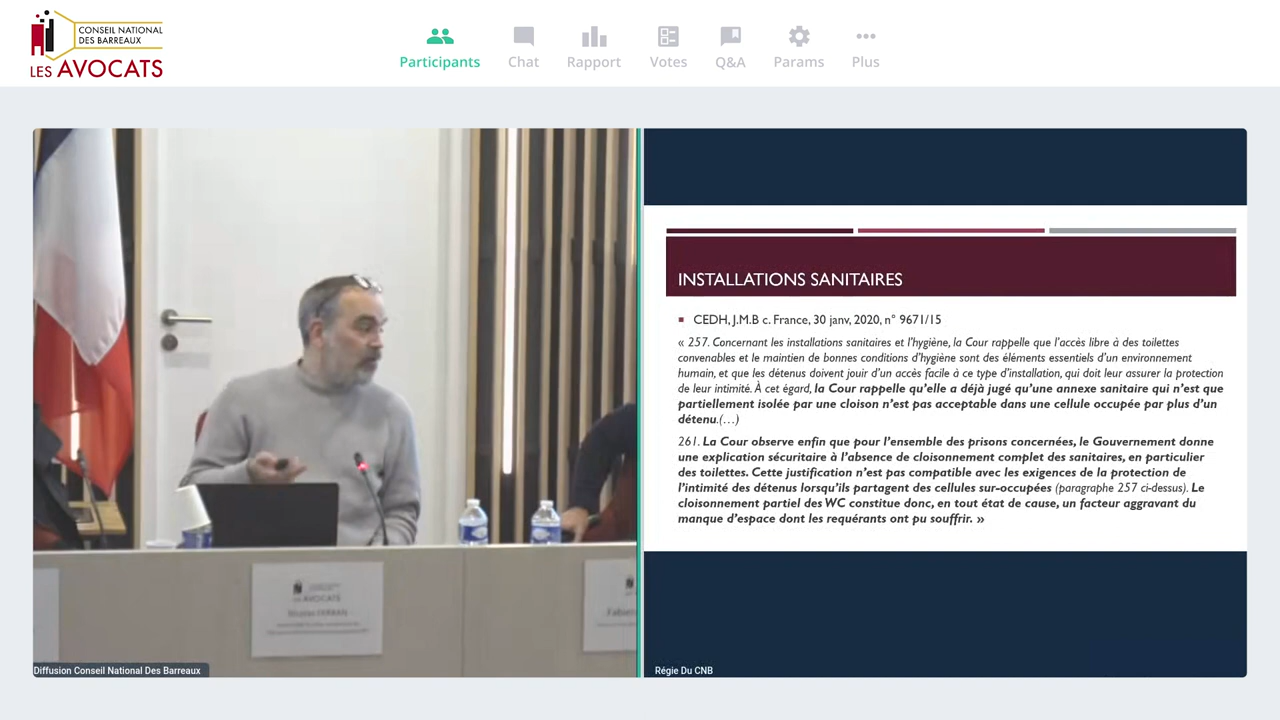 CONSEIL NATIONAL
DES BARREAUX
LES AVOCATS
Participants
Chat
Rapport
Votes
Q&A
Params
Plus
INSTALLATIONS SANITAIRES
CEDH, J.M.B c. France, 30 janv, 2020, n° 9671/15
« 257. Concernant les installations sanitaires et l'hygiène, la Cour rappelle que l'accès libre à des toilettes
convenables et le maintien de bonnes conditions d'hygiène sont des éléments essentiels d'un environnement
humain, et que les détenus doivent jouir d'un accès facile à ce type d'installation, qui doit leur assurer la protection
de leur intimité. À cet égard, la Cour rappelle qu'elle a déjà jugé qu'une annexe sanitaire qui n'est que
partiellement isolée par une cloison n'est pas acceptable dans une cellule occupée par plus d'un
détenu.(…)
261. La Cour observe enfin que pour l'ensemble des prisons concernées, le Gouvernement donne
une explication sécuritaire à l'absence de cloisonnement complet des sanitaires, en particulier
des toilettes. Cette justification n'est pas compatible avec les exigences de la protection de
l'intimité des détenus lorsqu'ils partagent des cellules sur-occupées (paragraphe 257 ci-dessus). Le
cloisonnement partiel des WC constitue donc, en tout état de cause, un facteur aggravant du
manque d'espace dont les requérants ont pu souffrir. »
LES AVOCATS
Nicolas FERRAN
Diffusion Conseil National Des Barreaux
Régie Du CNB